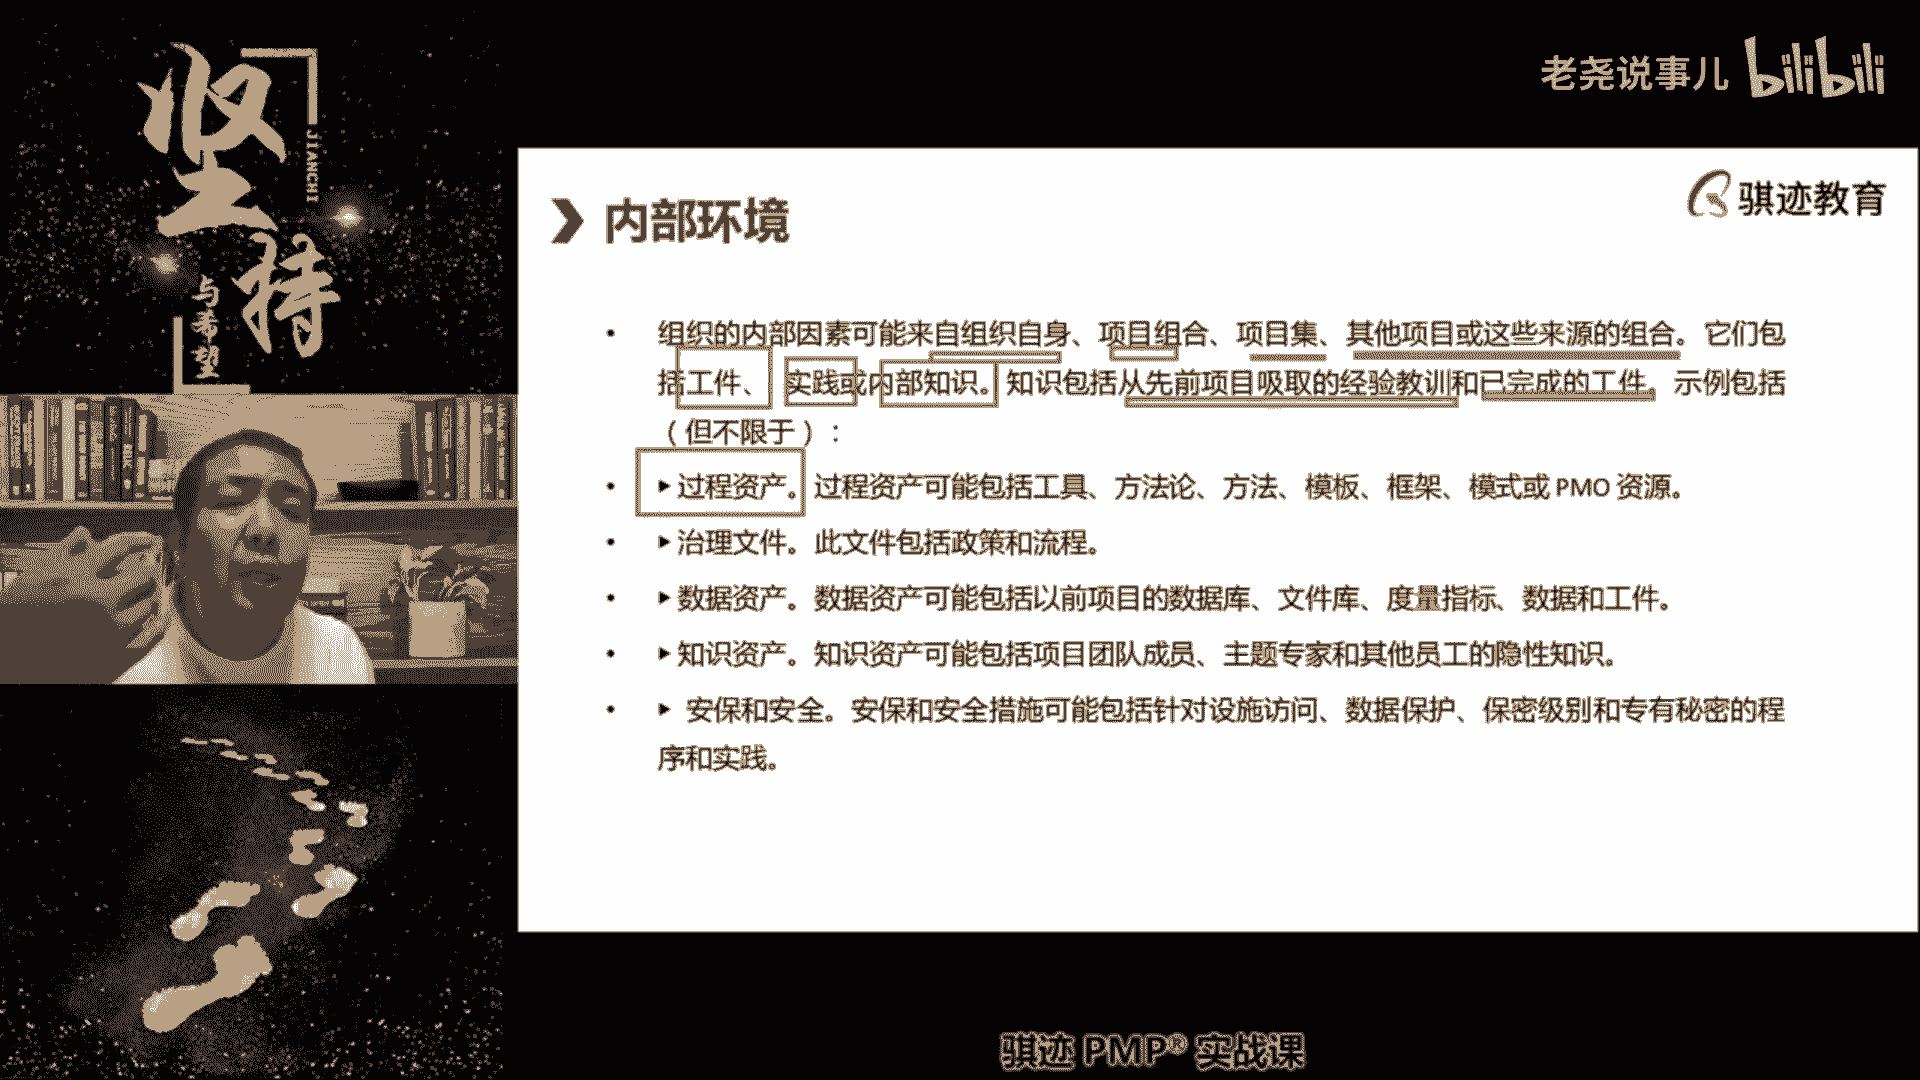 坚持
JIANCHI
与希望
老尧说事儿 bilibili
骐迹教育
内部环境
• 组织的内部因素可能来自组织自身、项目组合、项目集、其他项目或这些来源的组合。它们包
括工件、 实践或内部知识。 知识包括从先前项目吸取的经验教训和已完成的工件。示例包括
（但不限于）：
• ▶过程资产。过程资产可能包括工具、方法论、方法、模板、框架、模式或 PMO 资源。
• ▶治理文件。此文件包括政策和流程。
• ▶数据资产。数据资产可能包括以前项目的数据库、文件库、度量指标、数据和工件。
• ▶知识资产。知识资产可能包括项目团队成员、主题专家和其他员工的隐性知识。
• ▶ 安保和安全。安保和安全措施可能包括针对设施访问、数据保护、保密级别和专有秘密的程
序和实践。
骐迹 PMP® 实战课